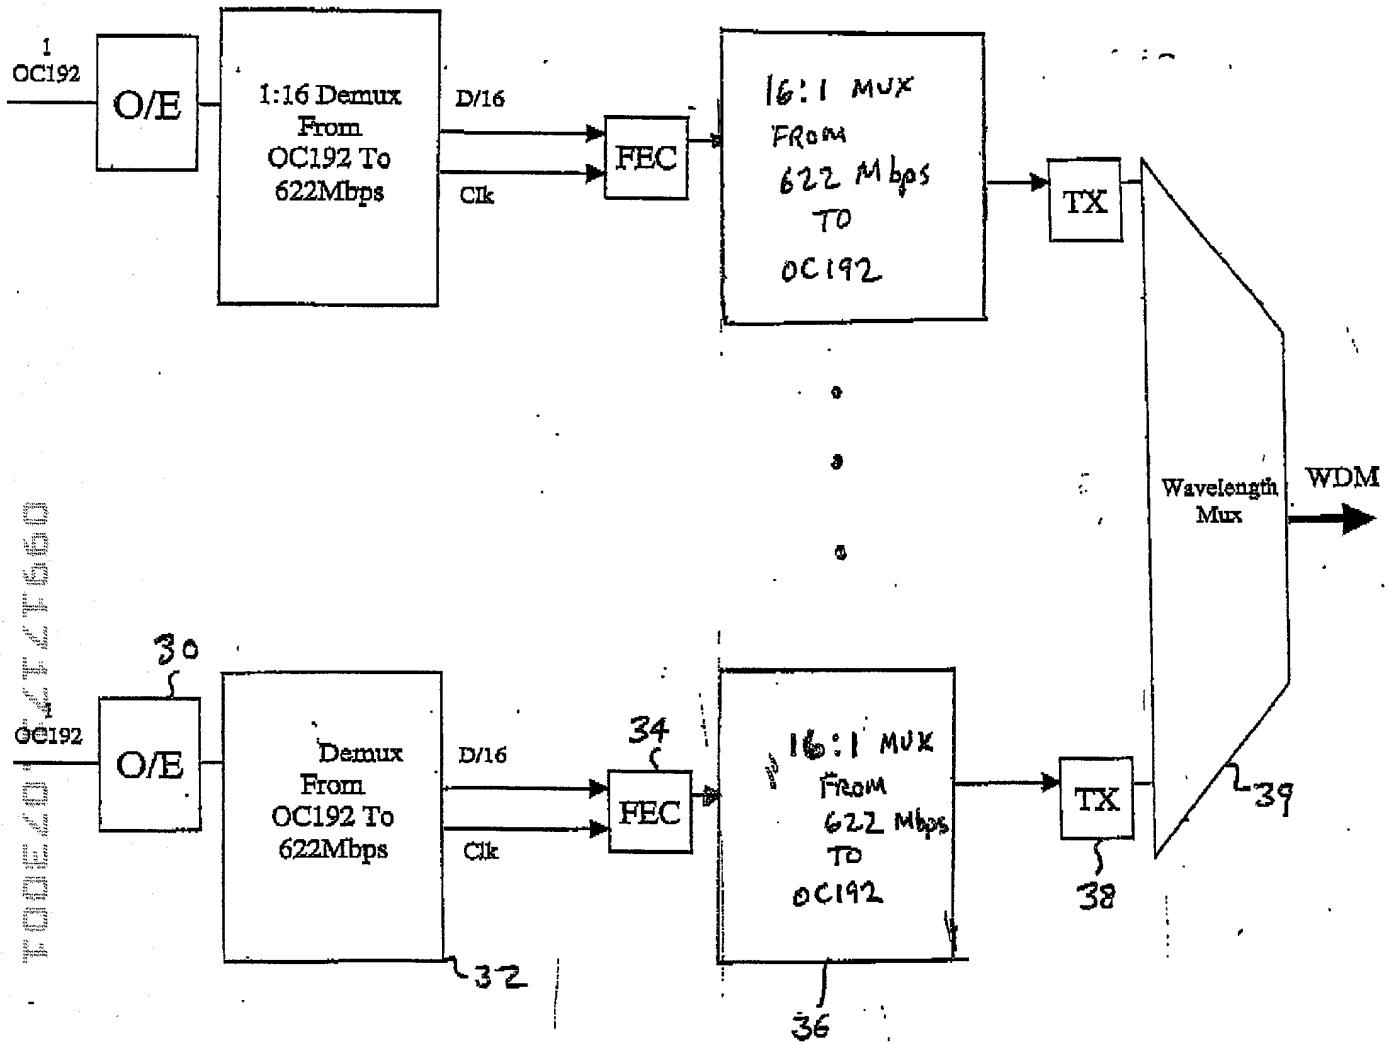 1
OC192
O/E
1:16 Demux
From
OC192 To
622Mbps
D/16
Clk
FEC
16:1 MUX
FROM
622 Mbps
TO
OC192
TX
Wavelength
Mux
WDM
30
1
OC192
O/E
Demux
From
OC192 To
622Mbps
32
D/16
Clk
34
FEC
16:1 MUX
FROM
622 Mbps
TO
OC192
36
TX
38
39